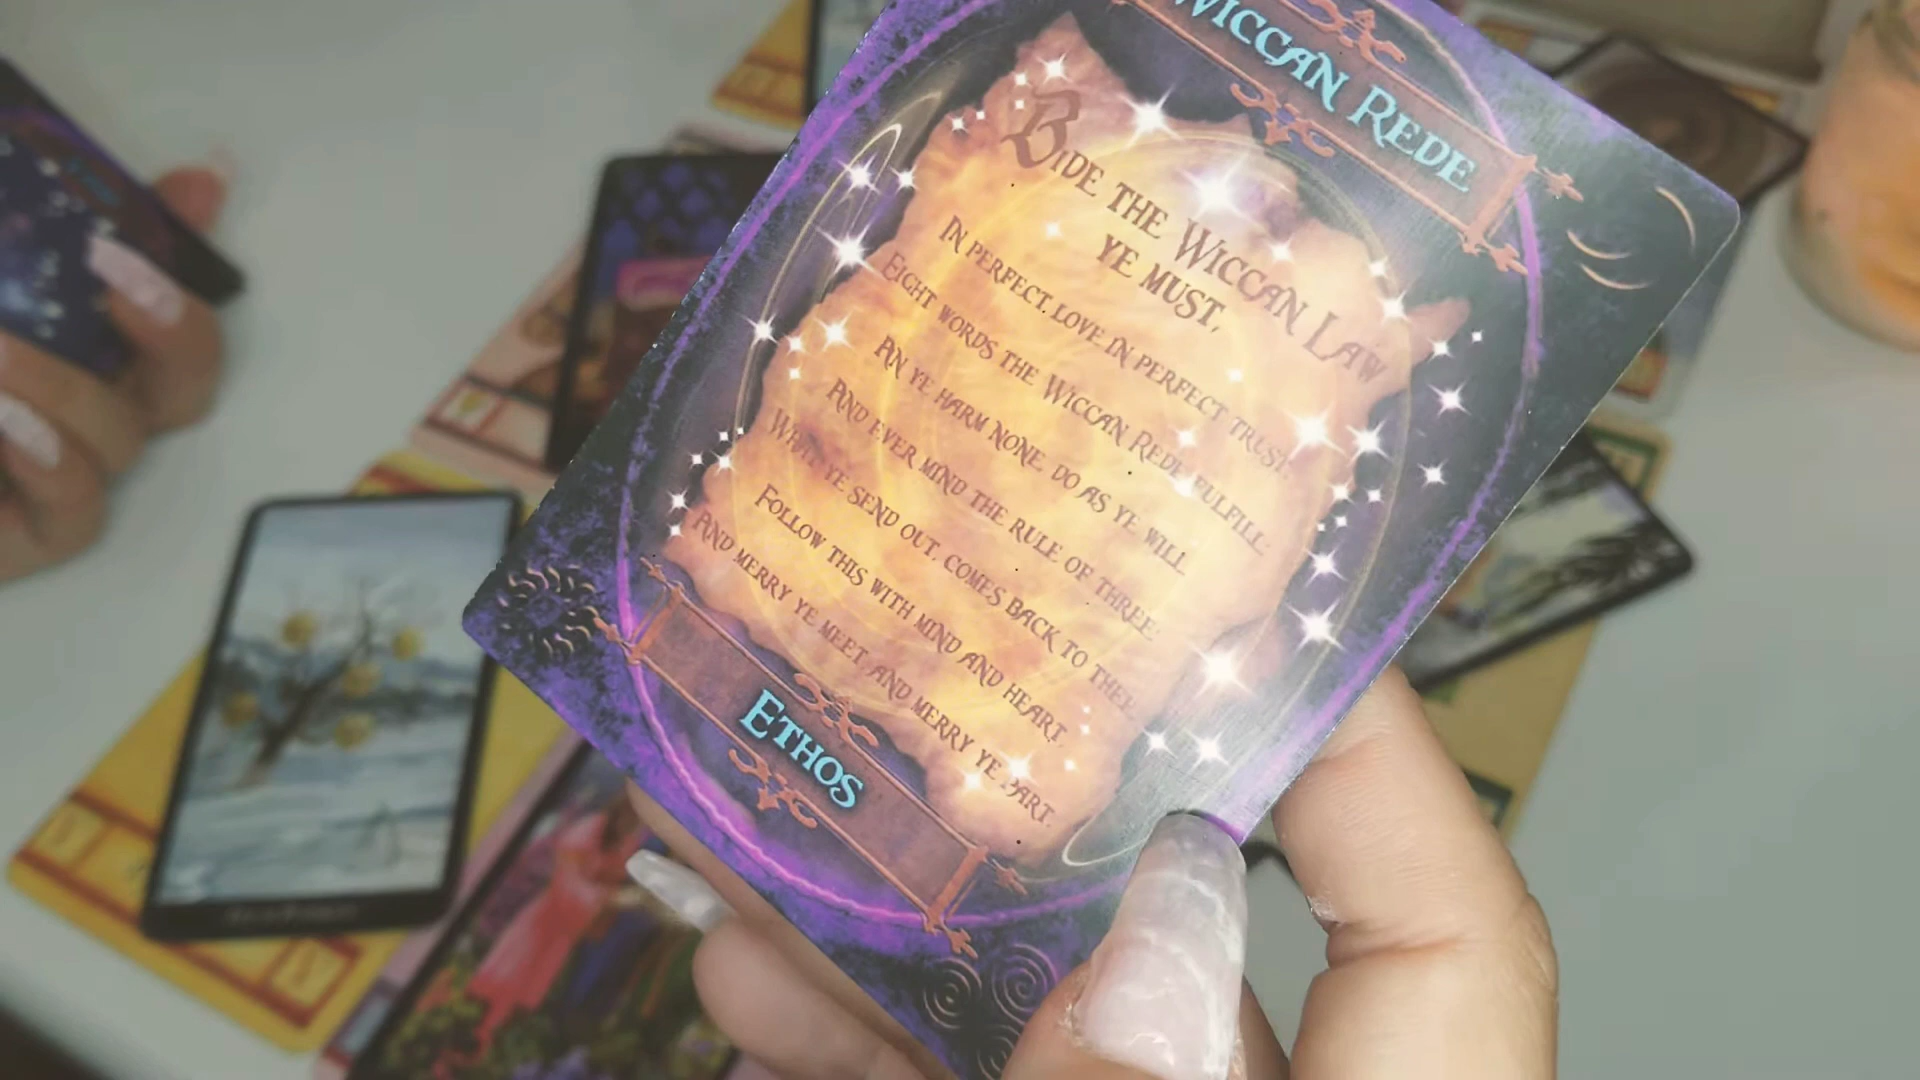 WICCAN REDE
BIDE THE WICCAN LAW
YE MUST,
IN PERFECT LOVE IN PERFECT TRUST.
EIGHT WORDS THE WICCAN REDE FULFILL:
AN YE HARM NONE, DO AS YE WILL
AND EVER MIND THE RULE OF THREE:
WHAT YE SEND OUT, COMES BACK TO THEE.
FOLLOW THIS WITH MIND AND HEART,
AND MERRY YE MEET, AND MERRY YE PART.
ETHOS